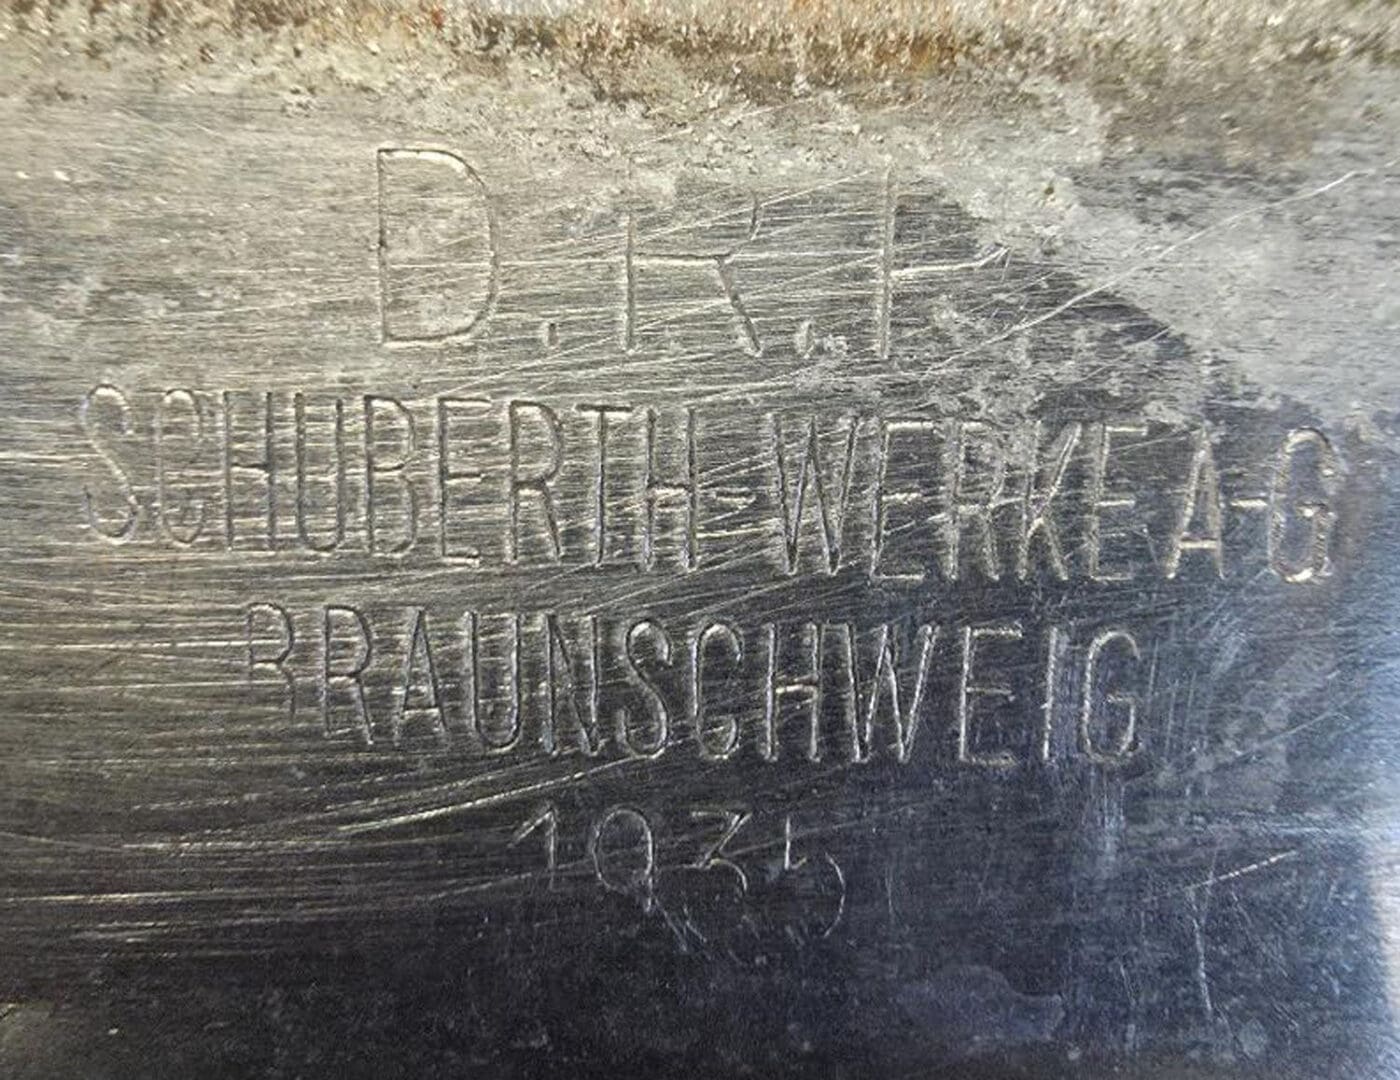 D.R.P.
SCHUBERTH-WERKE A-G
BRAUNSCHWEIG
1935